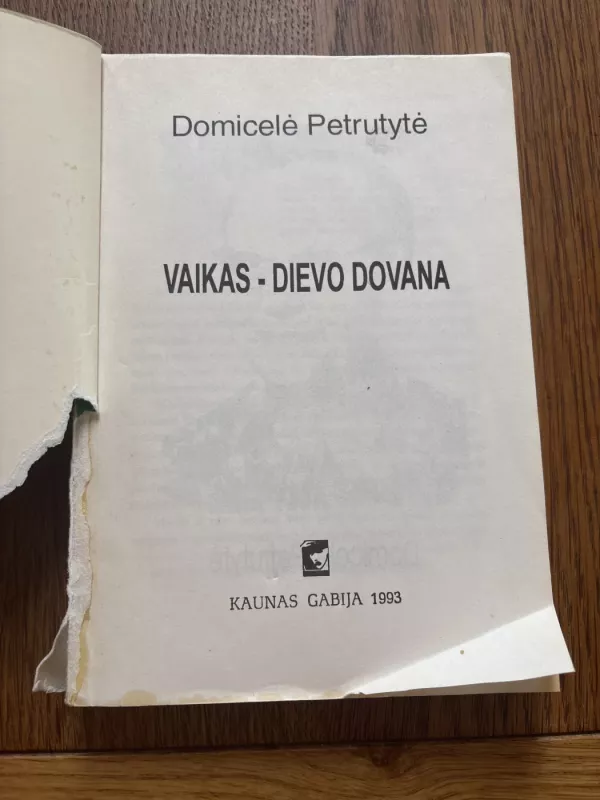 Domicelė Petrutytė
VAIKAS - DIEVO DOVANA
KAUNAS GABIJA 1993